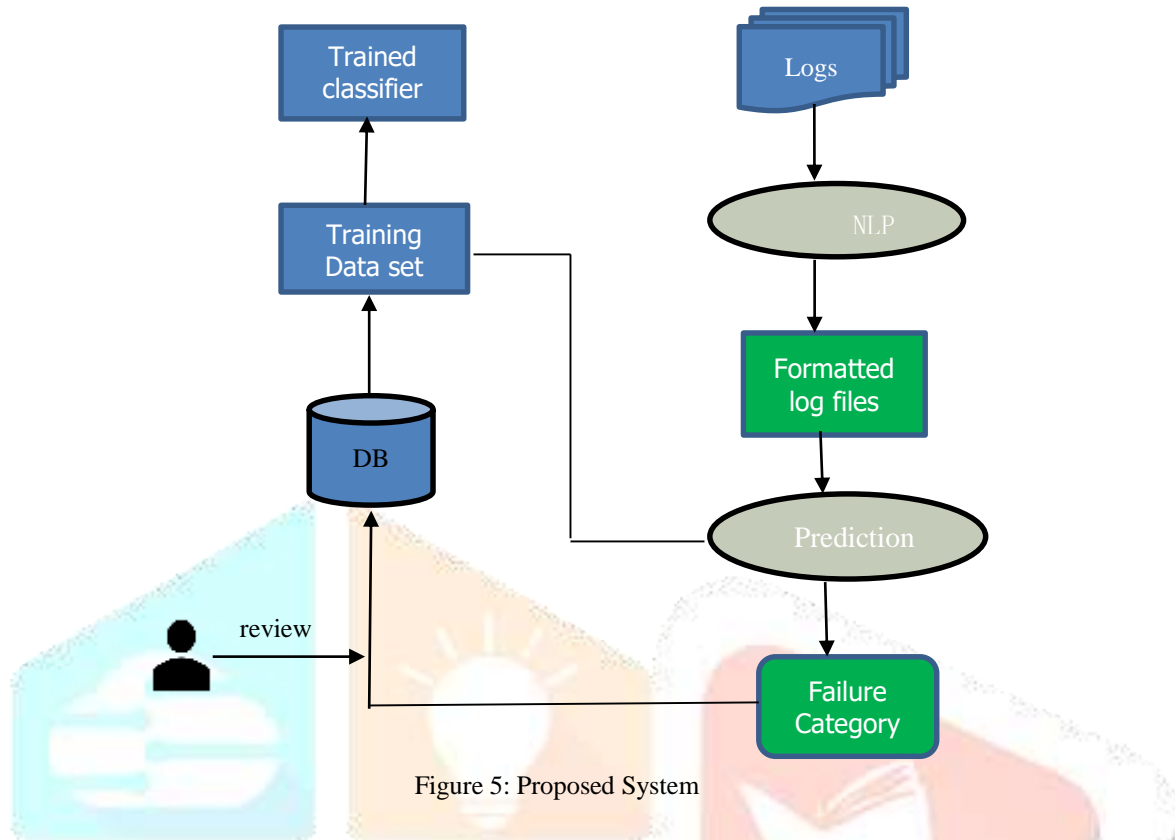 Trained
classifier
Logs
NLP
Training
Data set
Formatted
log files
DB
Prediction
review
Failure
Category
Figure 5: Proposed System